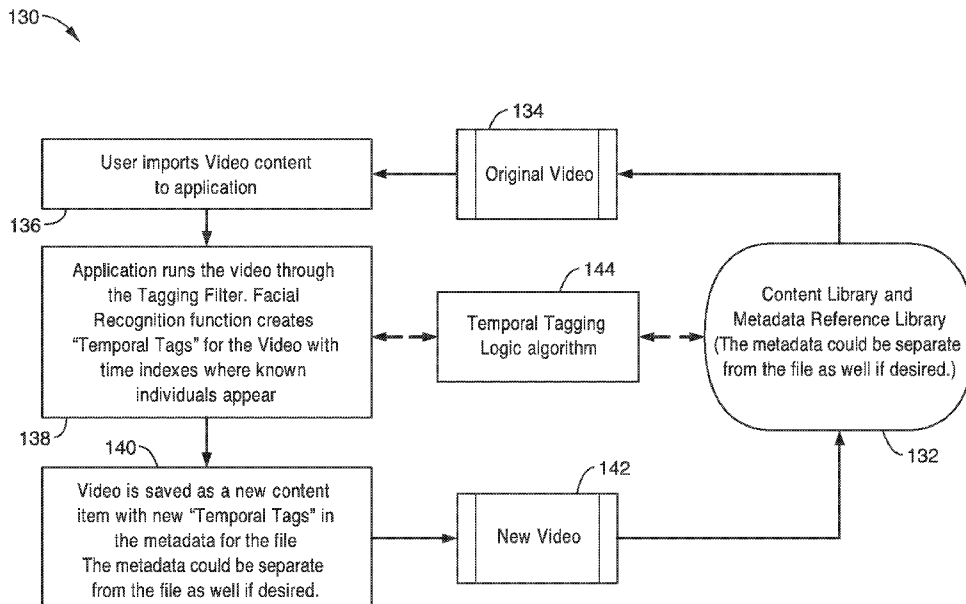 130
134
Original Video
User imports Video content
to application
136
Application runs the video through
the Tagging Filter. Facial
Recognition function creates
“Temporal Tags” for the Video with
time indexes where known
individuals appear
138
144
Temporal Tagging
Logic algorithm
Content Library and
Metadata Reference Library
(The metadata could be separate
from the file as well if desired.)
132
140
Video is saved as a new content
item with new “Temporal Tags” in
the metadata for the file
The metadata could be separate
from the file as well if desired.
142
New Video